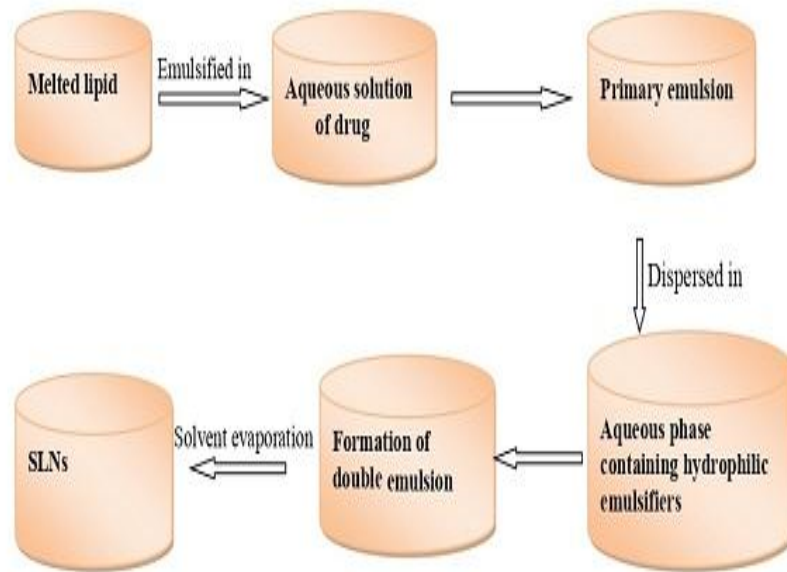 Melted lipid
Emulsified in
Aqueous solution
of drug
Primary emulsion
Dispersed in
Aqueous phase
containing hydrophilic
emulsifiers
Formation of
double emulsion
Solvent evaporation
SLNs